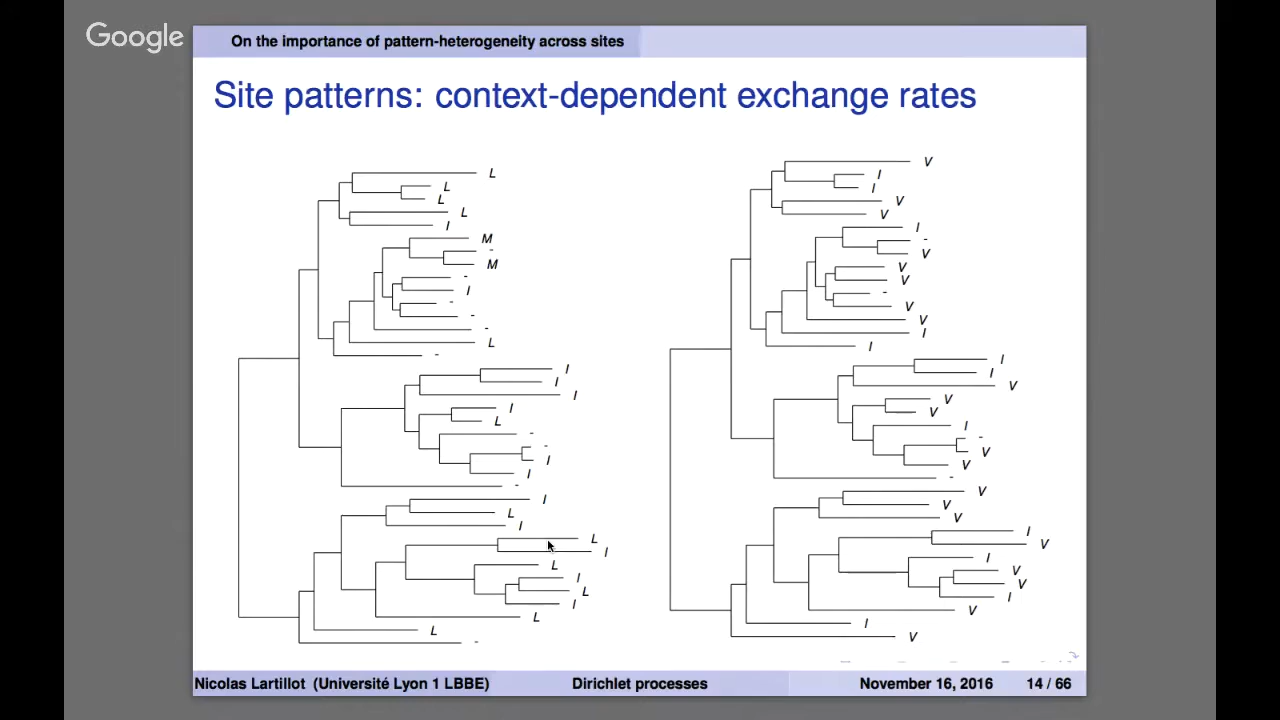 Google
On the importance of pattern-heterogeneity across sites
Site patterns: context-dependent exchange rates
L
L
L
L
I
M
-
M
-
I
-
-
-
L
-
I
I
I
I
L
-
-
I
I
-
I
L
I
L
I
L
I
L
I
L
L
-
V
I
I
V
V
I
-
V
V
V
-
V
V
I
I
I
I
V
V
V
I
-
V
V
-
V
V
V
I
V
I
V
V
I
V
I
V
Nicolas Lartillot (Université Lyon 1 LBBE) Dirichlet processes November 16, 2016 14 / 66